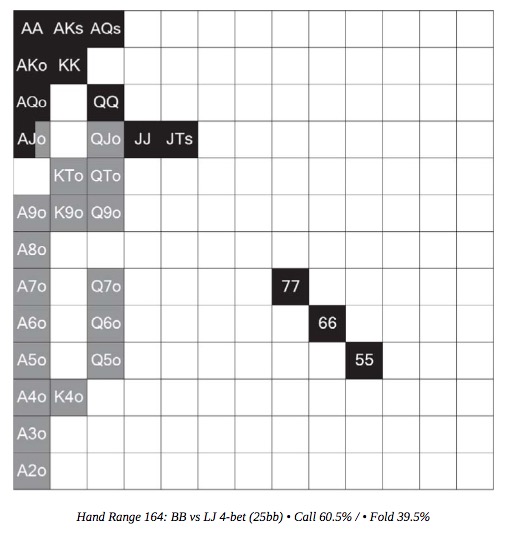 AA AKs AQs
AKo KK
AQo QQ
AJo QJo JJ JTs
KTo QTo
A9o K9o Q9o
A8o
A7o Q7o 77
A6o Q6o 66
A5o Q5o 55
A4o K4o
A3o
A2o
Hand Range 164: BB vs LJ 4-bet (25bb) • Call 60.5% / • Fold 39.5%